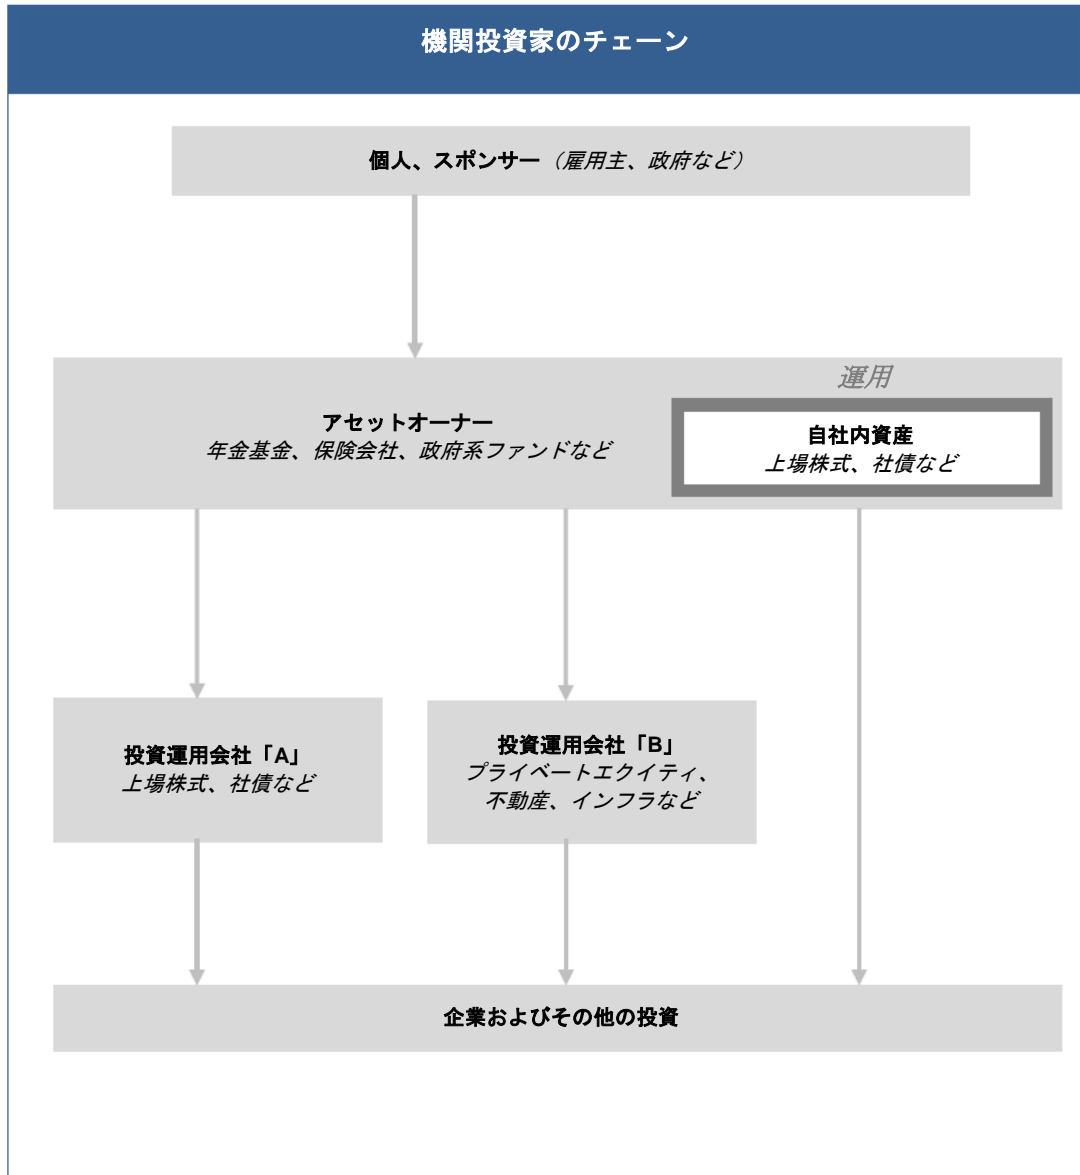 機関投資家のチェーン
個人、スポンサー（雇用主、政府など）
運用
アセットオーナー
年金基金、保険会社、政府系ファンドなど
自社内資産
上場株式、社債など
投資運用会社「A」
上場株式、社債など
投資運用会社「B」
プライベートエクイティ、
不動産、インフラなど
企業およびその他の投資